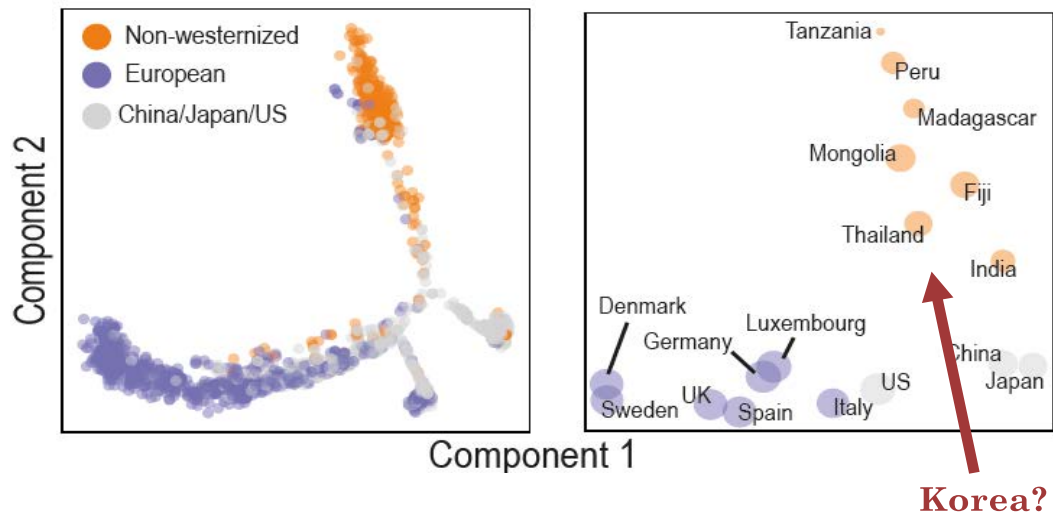 Non-westernized
European
China/Japan/US
Component 2
Component 1
Tanzania
Peru
Madagascar
Mongolia
Fiji
Thailand
India
Denmark
Luxembourg
Germany
China
Japan
US
UK
Italy
Sweden
Spain
Korea?